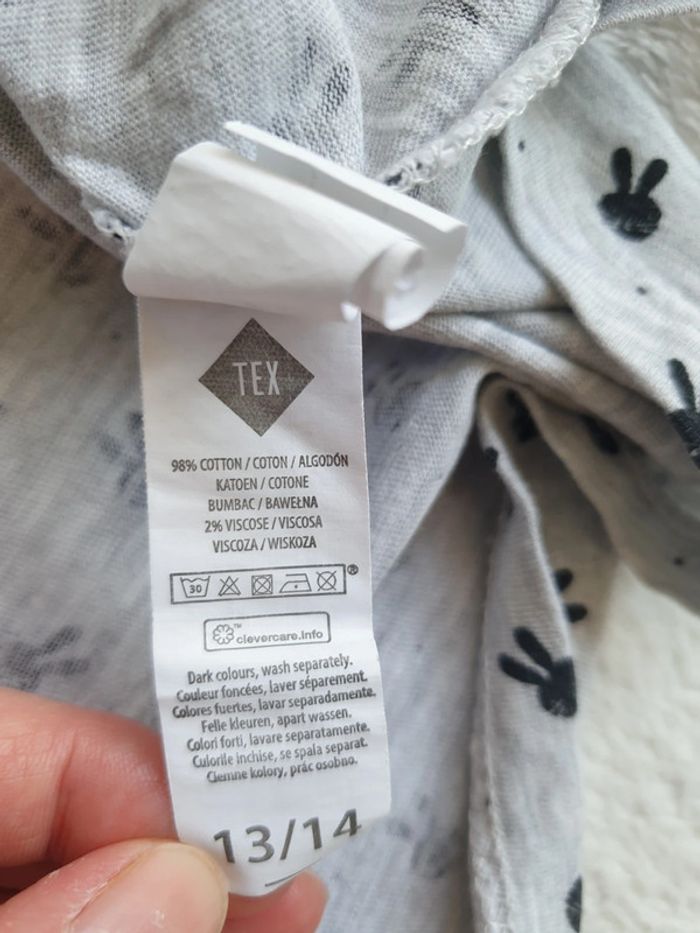 TEX
98% COTTON / COTON / ALGODÓN
KATOEN / COTONE
BUMBAC / BAWEŁNA
2% VISCOSE / VISCOSA
VISCOZA / WISKOZA
30
®
clevercare.info
™
Dark colours, wash separately.
Couleur foncées, laver séparement.
Colores fuertes, lavar separadamente.
Felle kleuren, apart wassen.
Colori forti, lavare separatamente.
Culorile inchise, se spala separat.
Ciemne kolory, prác osobno.
13/14